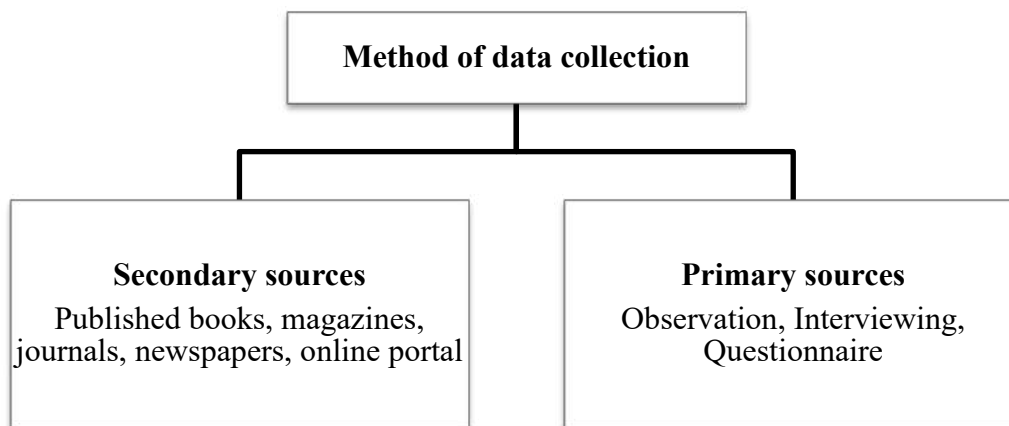 Method of data collection
Secondary sources
Published books, magazines,
journals, newspapers, online portal
Primary sources
Observation, Interviewing,
Questionnaire